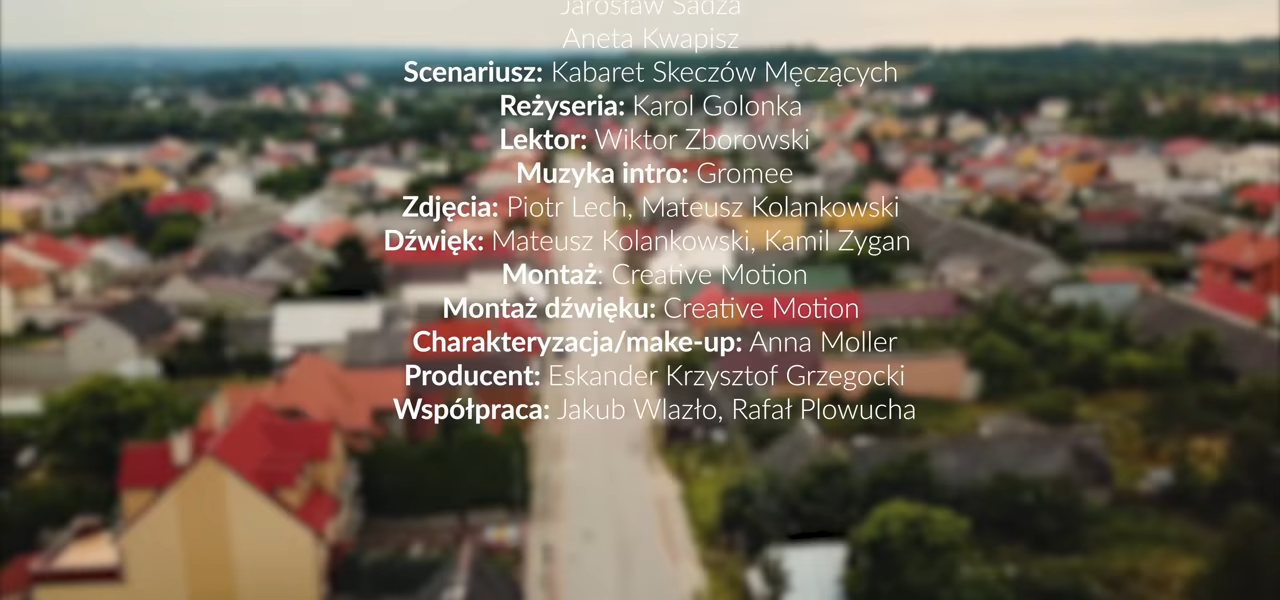 Jarosław Sadza
Aneta Kwapisz
Scenariusz: Kabaret Skeczów Męczących
Reżyseria: Karol Golonka
Lektor: Wiktor Zborowski
Muzyka intro: Gromee
Zdjęcia: Piotr Lech, Mateusz Kolankowski
Dźwięk: Mateusz Kolankowski, Kamil Zygan
Montaż: Creative Motion
Montaż dźwięku: Creative Motion
Charakteryzacja/make-up: Anna Moller
Producent: Eskander Krzysztof Grzegocki
Współpraca: Jakub Wlazło, Rafał Plowucha